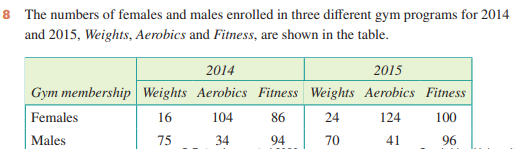 8 The numbers of females and males enrolled in three different gym programs for 2014
and 2015, Weights, Aerobics and Fitness, are shown in the table.
2014 2015
Gym membership Weights Aerobics Fitness Weights Aerobics Fitness
Females 16 104 86 24 124 100
Males 75 34 94 70 41 96